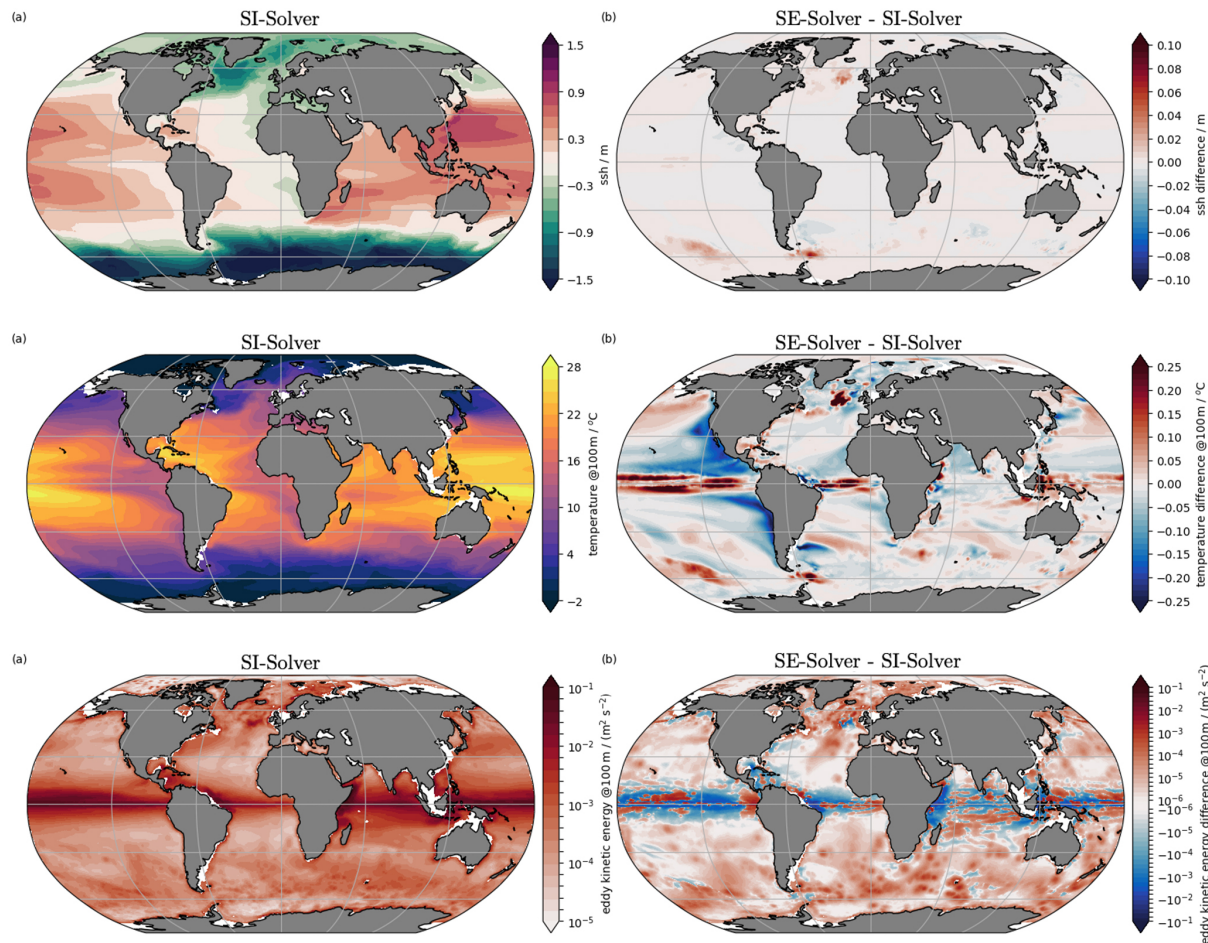 (a)
SI-Solver
1.5
0.9
0.3
−0.3
−0.9
−1.5
ssh / m
(b)
SE-Solver - SI-Solver
0.10
0.08
0.06
0.04
0.02
0.00
−0.02
−0.04
−0.06
−0.08
−0.10
ssh difference / m
(a)
SI-Solver
28
22
16
10
4
−2
temperature @100m / °C
(b)
SE-Solver - SI-Solver
0.25
0.20
0.15
0.10
0.05
0.00
−0.05
−0.10
−0.15
−0.20
−0.25
temperature difference @100m / °C
(a)
SI-Solver
10⁻¹
10⁻²
10⁻³
10⁻⁴
10⁻⁵
eddy kinetic energy @100 m / (m² s⁻²)
(b)
SE-Solver - SI-Solver
10⁻¹
10⁻²
10⁻³
10⁻⁴
10⁻⁵
10⁻⁶
−10⁻⁶
−10⁻⁵
−10⁻⁴
−10⁻³
−10⁻²
−10⁻¹
eddy kinetic energy difference @100 m / (m² s⁻²)